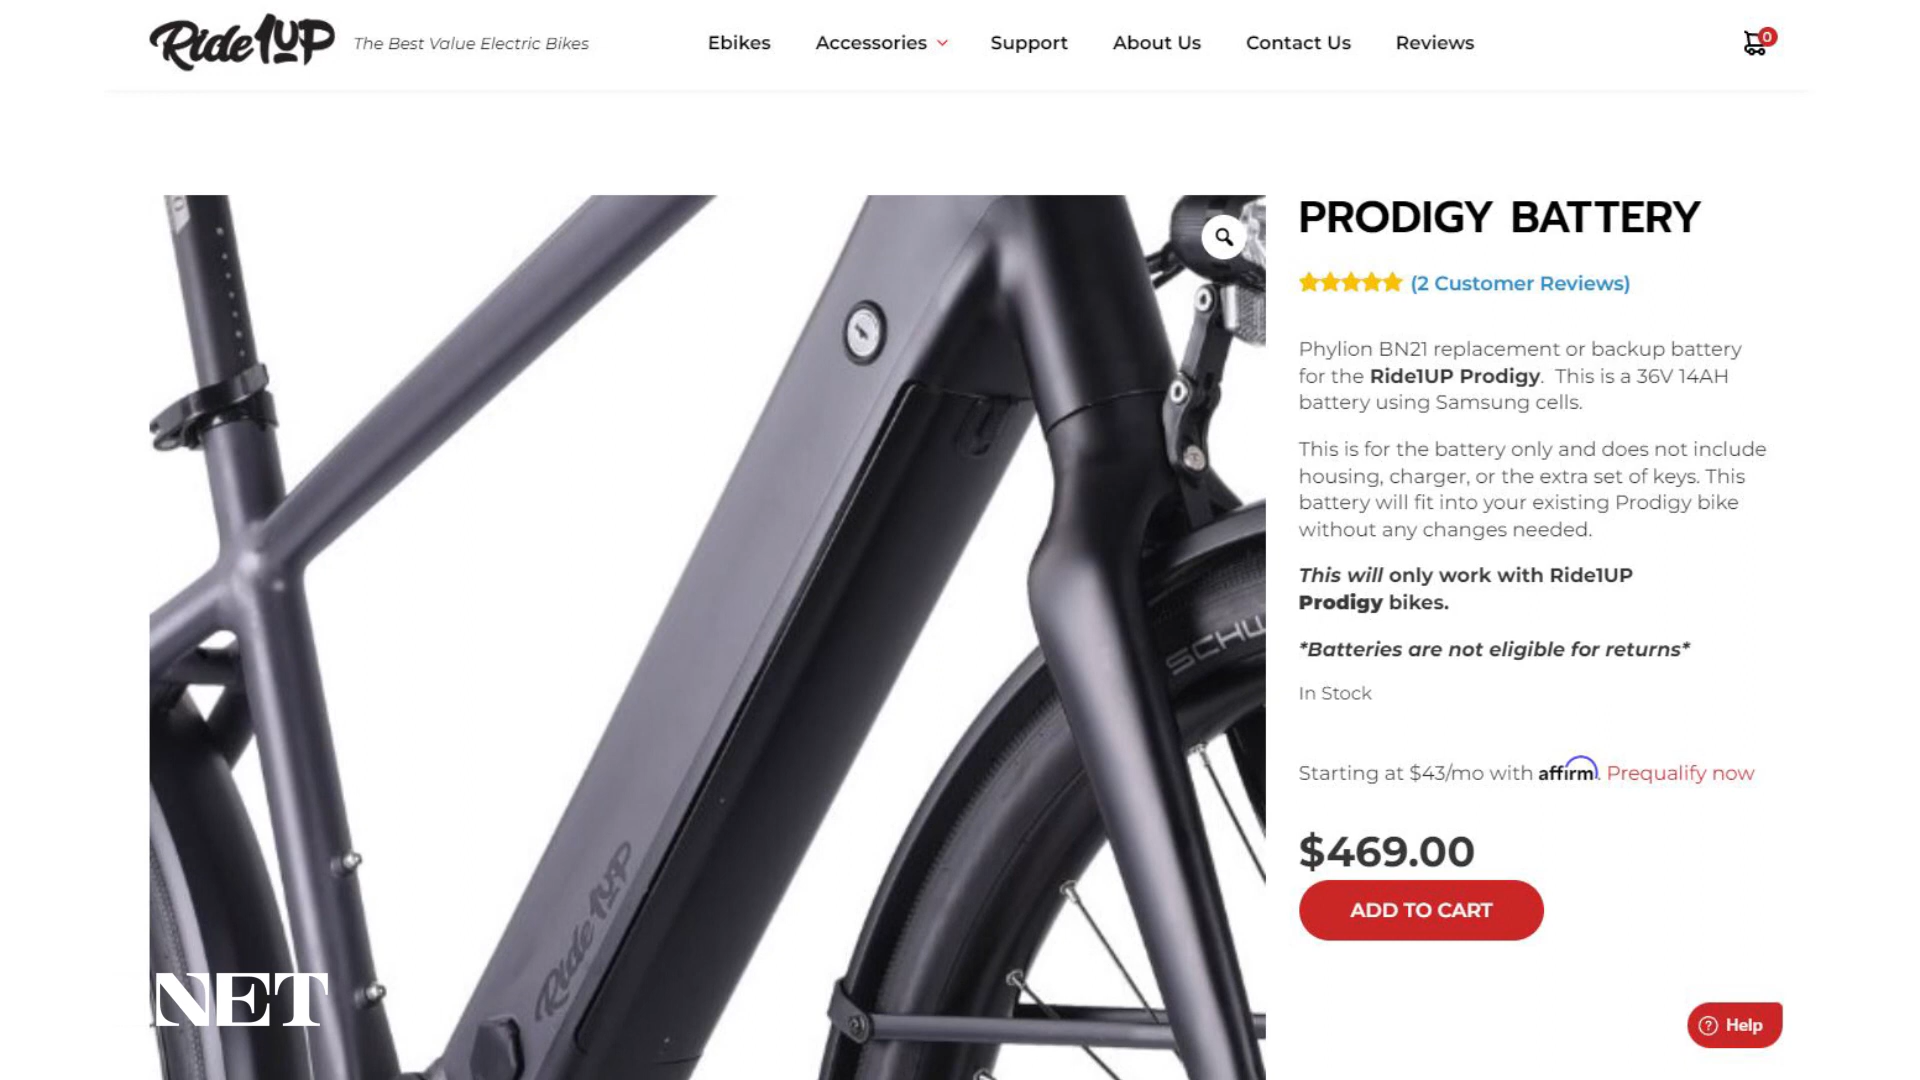 Ride1UP The Best Value Electric Bikes Ebikes Accessories Support About Us Contact Us Reviews 0
PRODIGY BATTERY
(2 Customer Reviews)
Phylion BN21 replacement or backup battery
for the Ride1UP Prodigy. This is a 36V 14AH
battery using Samsung cells.
This is for the battery only and does not include
housing, charger, or the extra set of keys. This
battery will fit into your existing Prodigy bike
without any changes needed.
This will only work with Ride1UP
Prodigy bikes.
*Batteries are not eligible for returns*
In Stock
Starting at $43/mo with affirm. Prequalify now
$469.00
ADD TO CART
? Help
SCHW
Ride1UP
NET